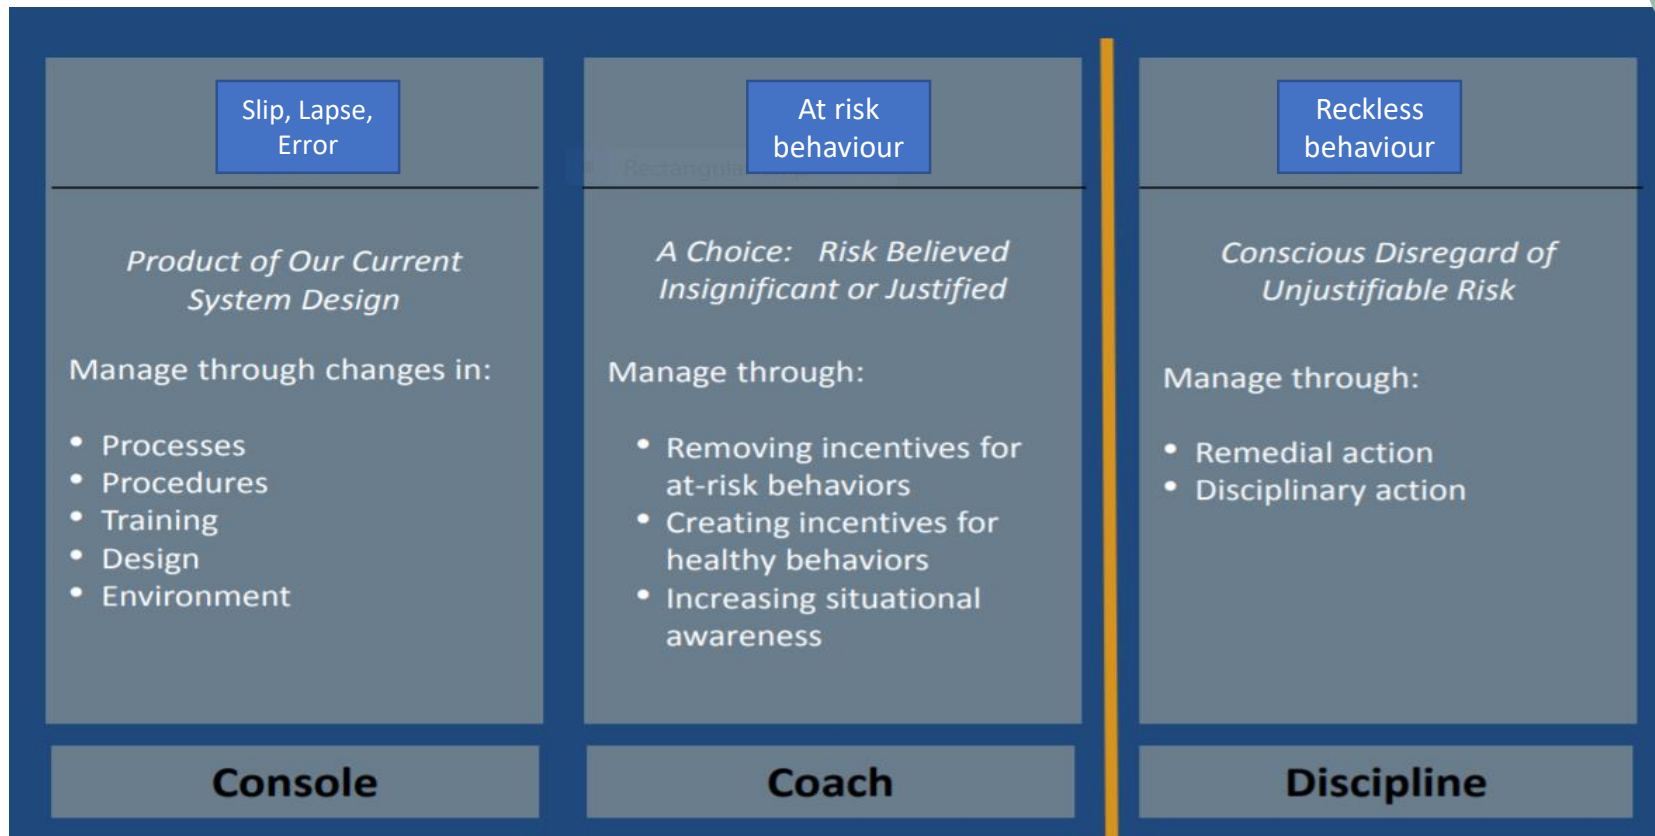 Slip, Lapse,
Error
Product of Our Current
System Design
Manage through changes in:
• Processes
• Procedures
• Training
• Design
• Environment
Console
At risk
behaviour
Rectangula
A Choice: Risk Believed
Insignificant or Justified
Manage through:
• Removing incentives for
at-risk behaviors
• Creating incentives for
healthy behaviors
• Increasing situational
awareness
Coach
Reckless
behaviour
Conscious Disregard of
Unjustifiable Risk
Manage through:
• Remedial action
• Disciplinary action
Discipline